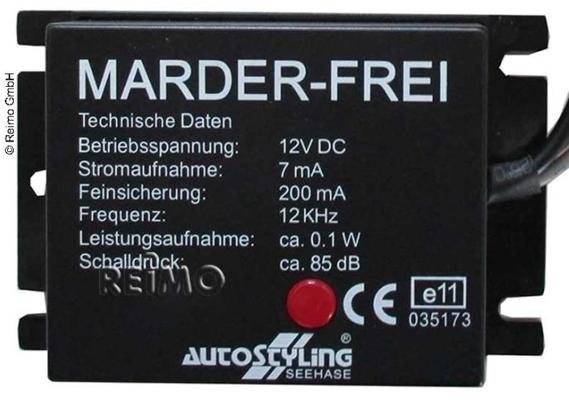 MARDER-FREI
Technische Daten
Betriebsspannung: 12V DC
Stromaufnahme: 7 mA
Feinsicherung: 200 mA
Frequenz: 12 KHz
Leistungsaufnahme: ca. 0.1 W
Schalldruck: ca. 85 dB
REIMO
CE e11
035173
AUTOSTYLING®
SEEHASE
© Reimo GmbH